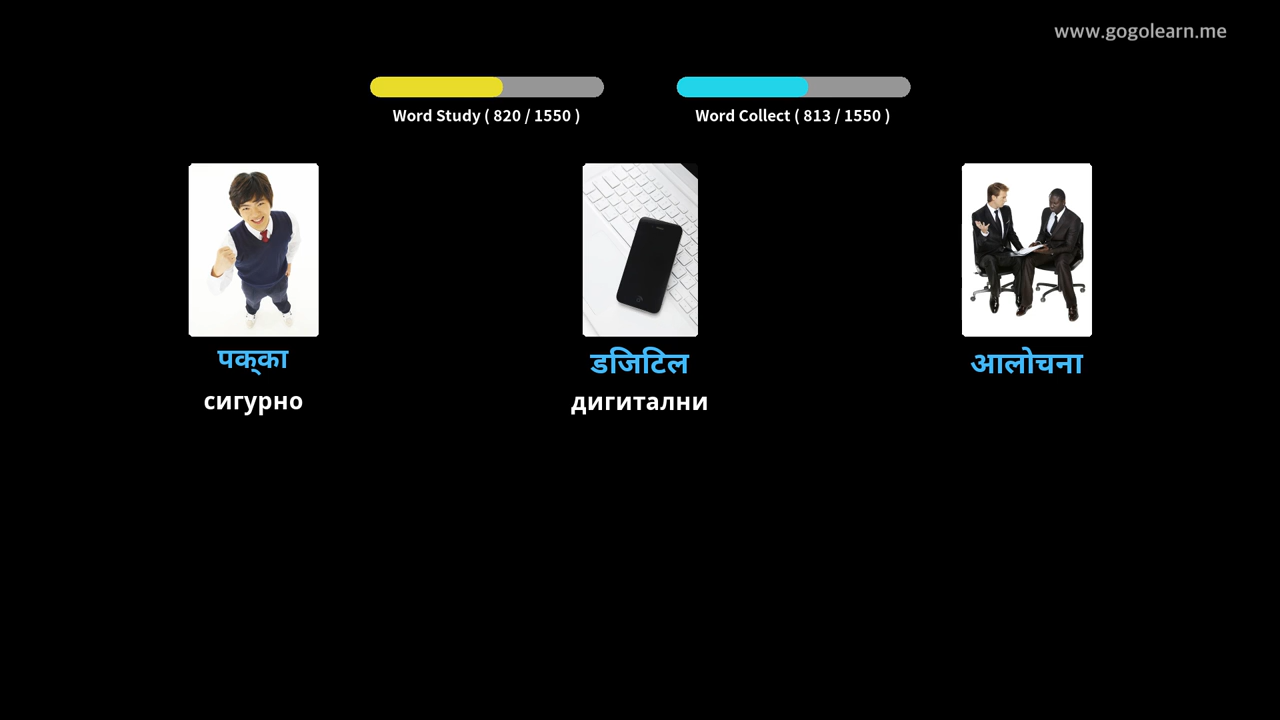 www.gogolearn.me
Word Study ( 820 / 1550 )
Word Collect ( 813 / 1550 )
पक्का
डिजिटल
आलोचना
сигурно
дигитални